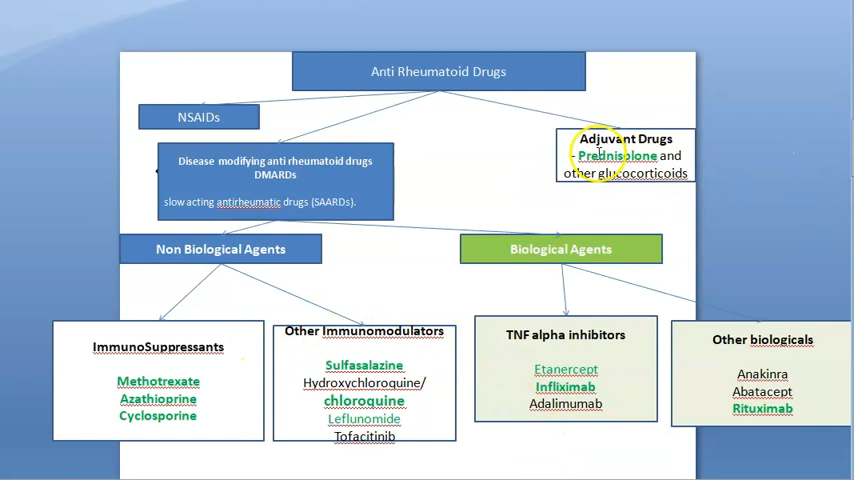 Anti Rheumatoid Drugs
NSAIDs
Adjuvant Drugs
- Prednisolone and
other glucocorticoids
Disease modifying anti rheumatoid drugs
DMARDs
slow acting antirheumatic drugs (SAARDs).
Non Biological Agents
Biological Agents
ImmunoSuppressants
Methotrexate
Azathioprine
Cyclosporine
Other Immunomodulators
Sulfasalazine
Hydroxychloroquine/
chloroquine
Leflunomide
Tofacitinib
TNF alpha inhibitors
Etanercept
Infliximab
Adalimumab
Other biologicals
Anakinra
Abatacept
Rituximab